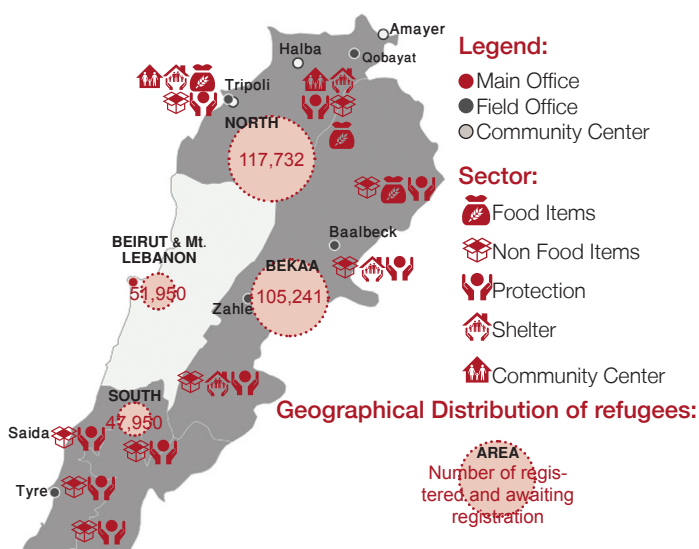 Amayer
Halba
Qobayat
Tripoli
NORTH
117,732
Baalbeck
BEIRUT & Mt.
LEBANON
51,950
BEKAA
105,241
Zahle
SOUTH
47,950
Saida
Tyre
Legend:
Main Office
Field Office
Community Center
Sector:
Food Items
Non Food Items
Protection
Shelter
Community Center
Geographical Distribution of refugees:
AREA
Number of regis-
tered and awaiting
registration